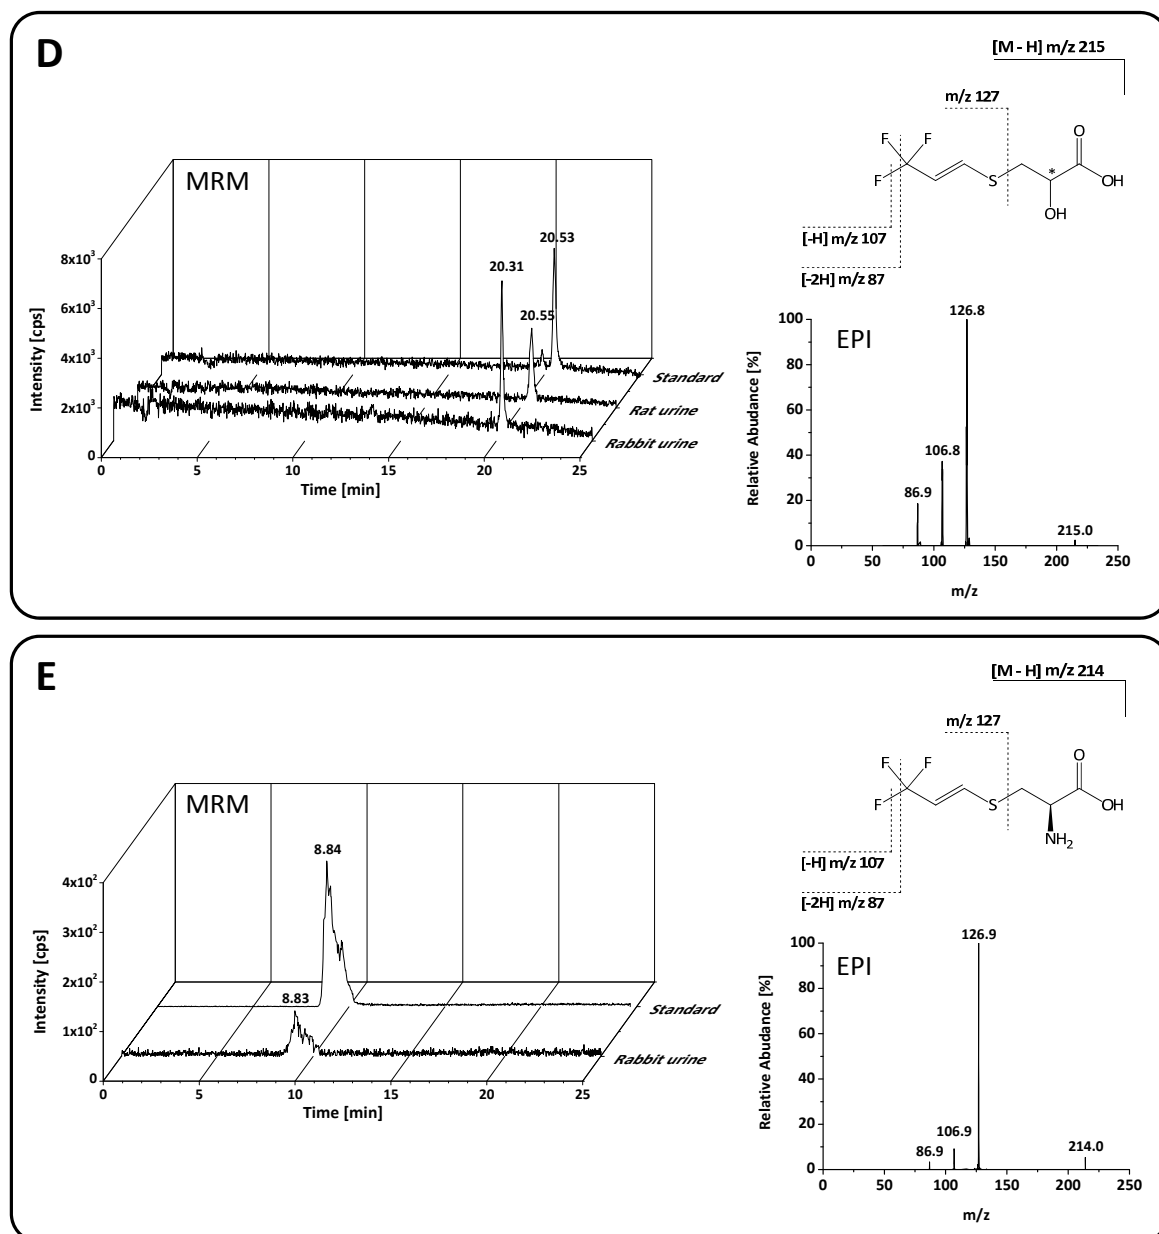 D
[M - H] m/z 215
m/z 127
F F
F
S
O
OH
*
OH
[-H] m/z 107
[-2H] m/z 87
MRM
20.53
20.31
20.55
8x10³
6x10³
4x10³
2x10³
0
Intensity [cps]
0 5 10 15 20 25
Time [min]
Standard
Rat urine
Rabbit urine
EPI
126.8
106.8
86.9
215.0
100
80
60
40
20
0
Relative Abudance [%]
0 50 100 150 200 250
m/z
E
[M - H] m/z 214
m/z 127
F F
F
S
O
OH
NH₂
[-H] m/z 107
[-2H] m/z 87
MRM
8.84
8.83
4x10²
3x10²
2x10²
1x10²
0
Intensity [cps]
0 5 10 15 20 25
Time [min]
Standard
Rabbit urine
EPI
126.9
106.9
86.9
214.0
100
80
60
40
20
0
Relative Abudance [%]
0 50 100 150 200 250
m/z